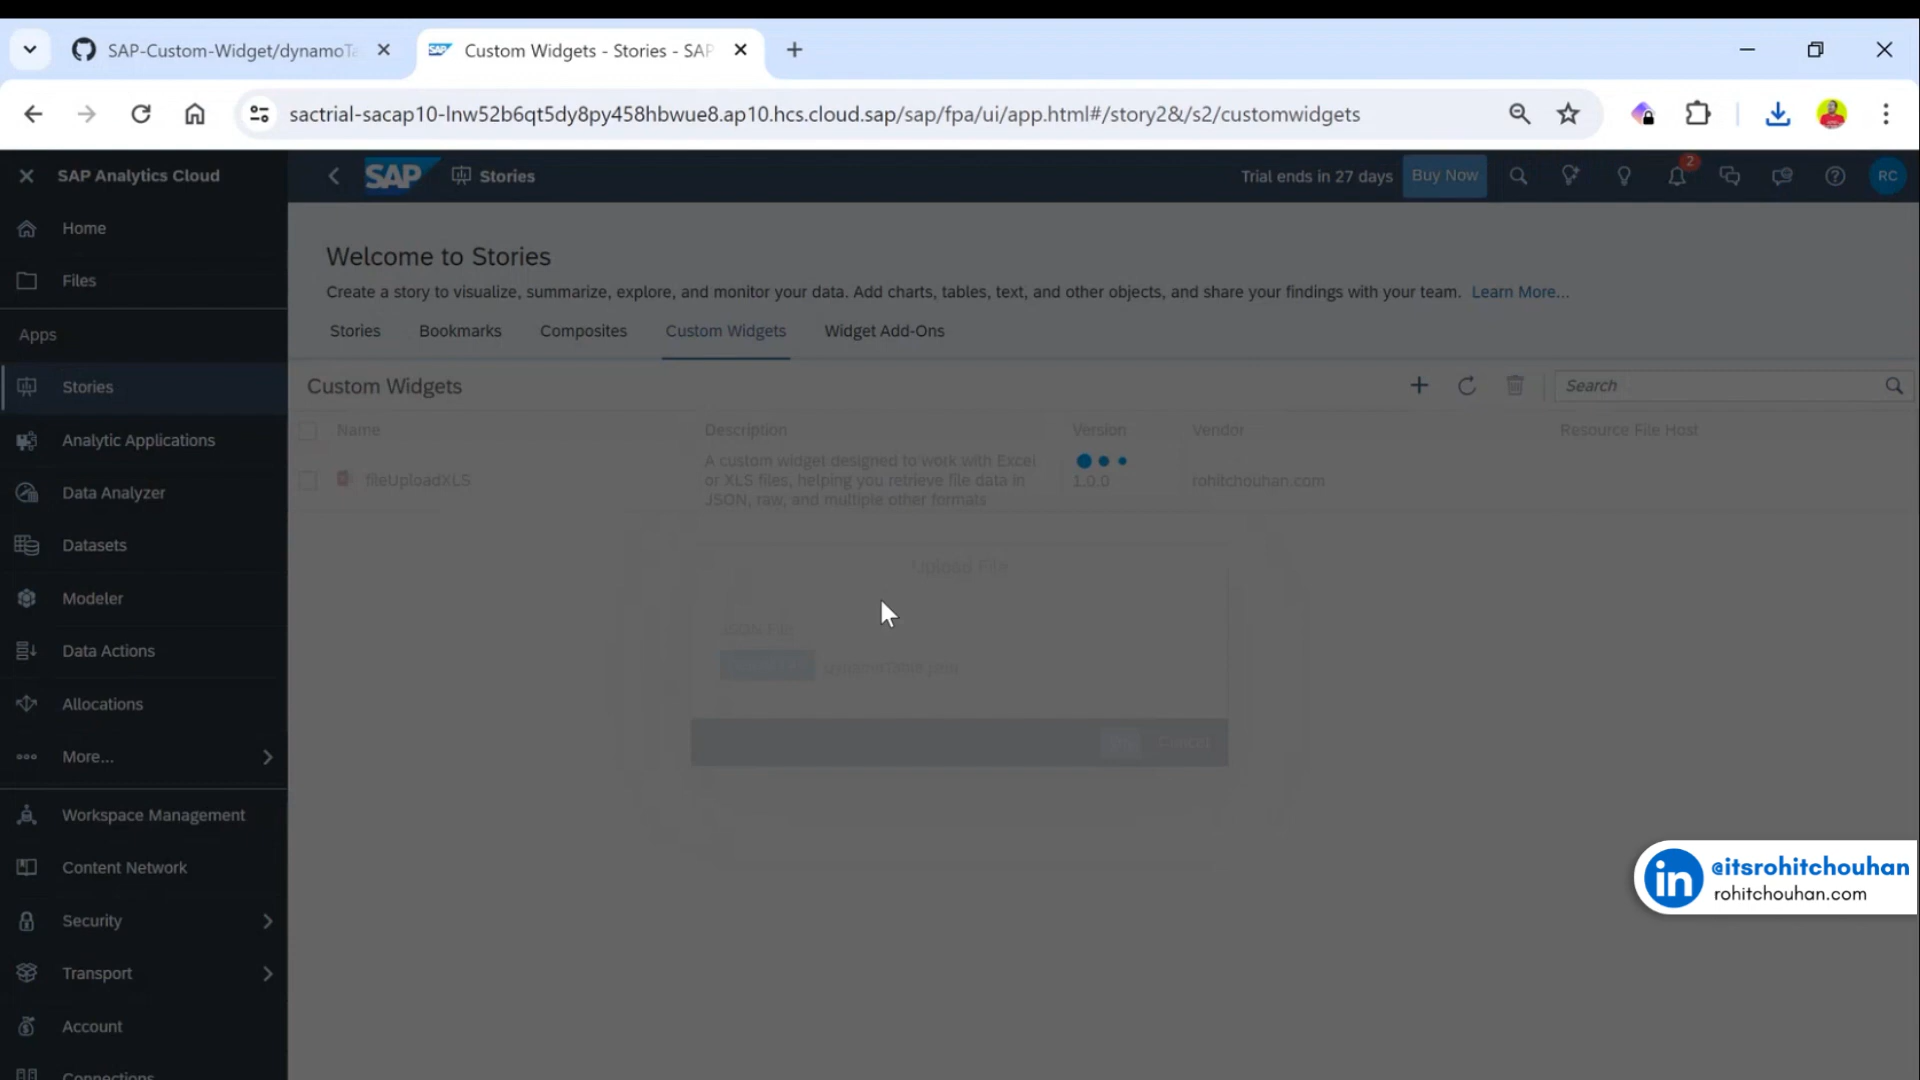 SAP-Custom-Widget/dynamoTa
Custom Widgets - Stories - SAP
sactrial-sacap10-lnw52b6qt5dy8py458hbwue8.ap10.hcs.cloud.sap/sap/fpa/ui/app.html#/story2&/s2/customwidgets
SAP Analytics Cloud
SAP
Stories
Trial ends in 27 days
Buy Now
2
RC
Home
Files
Apps
Stories
Analytic Applications
Data Analyzer
Datasets
Modeler
Data Actions
Allocations
More...
Workspace Management
Content Network
Security
Transport
Account
Connections
Welcome to Stories
Create a story to visualize, summarize, explore, and monitor your data. Add charts, tables, text, and other objects, and share your findings with your team. Learn More...
Stories
Bookmarks
Composites
Custom Widgets
Widget Add-Ons
Custom Widgets
Search
Name
Description
Version
Vendor
Resource File Host
fileUploadXLS
A custom widget designed to work with Excel
or XLS files, helping you retrieve file data in
JSON, raw, and multiple other formats
1.0.0
rohitchouhan.com
Upload File
JSON File
Cancel
in
@itsrohitchouhan
rohitchouhan.com